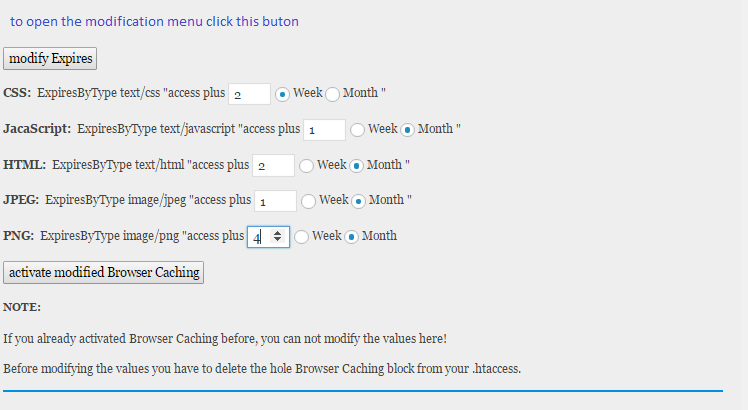 to open the modification menu click this buton
modify Expires
CSS: ExpiresByType text/css "access plus 2 Week Month "
JacaScript: ExpiresByType text/javascript "access plus 1 Week Month "
HTML: ExpiresByType text/html "access plus 2 Week Month "
JPEG: ExpiresByType image/jpeg "access plus 1 Week Month "
PNG: ExpiresByType image/png "access plus 4 Week Month
activate modified Browser Caching
NOTE:
If you already activated Browser Caching before, you can not modify the values here!
Before modifying the values you have to delete the hole Browser Caching block from your .htaccess.